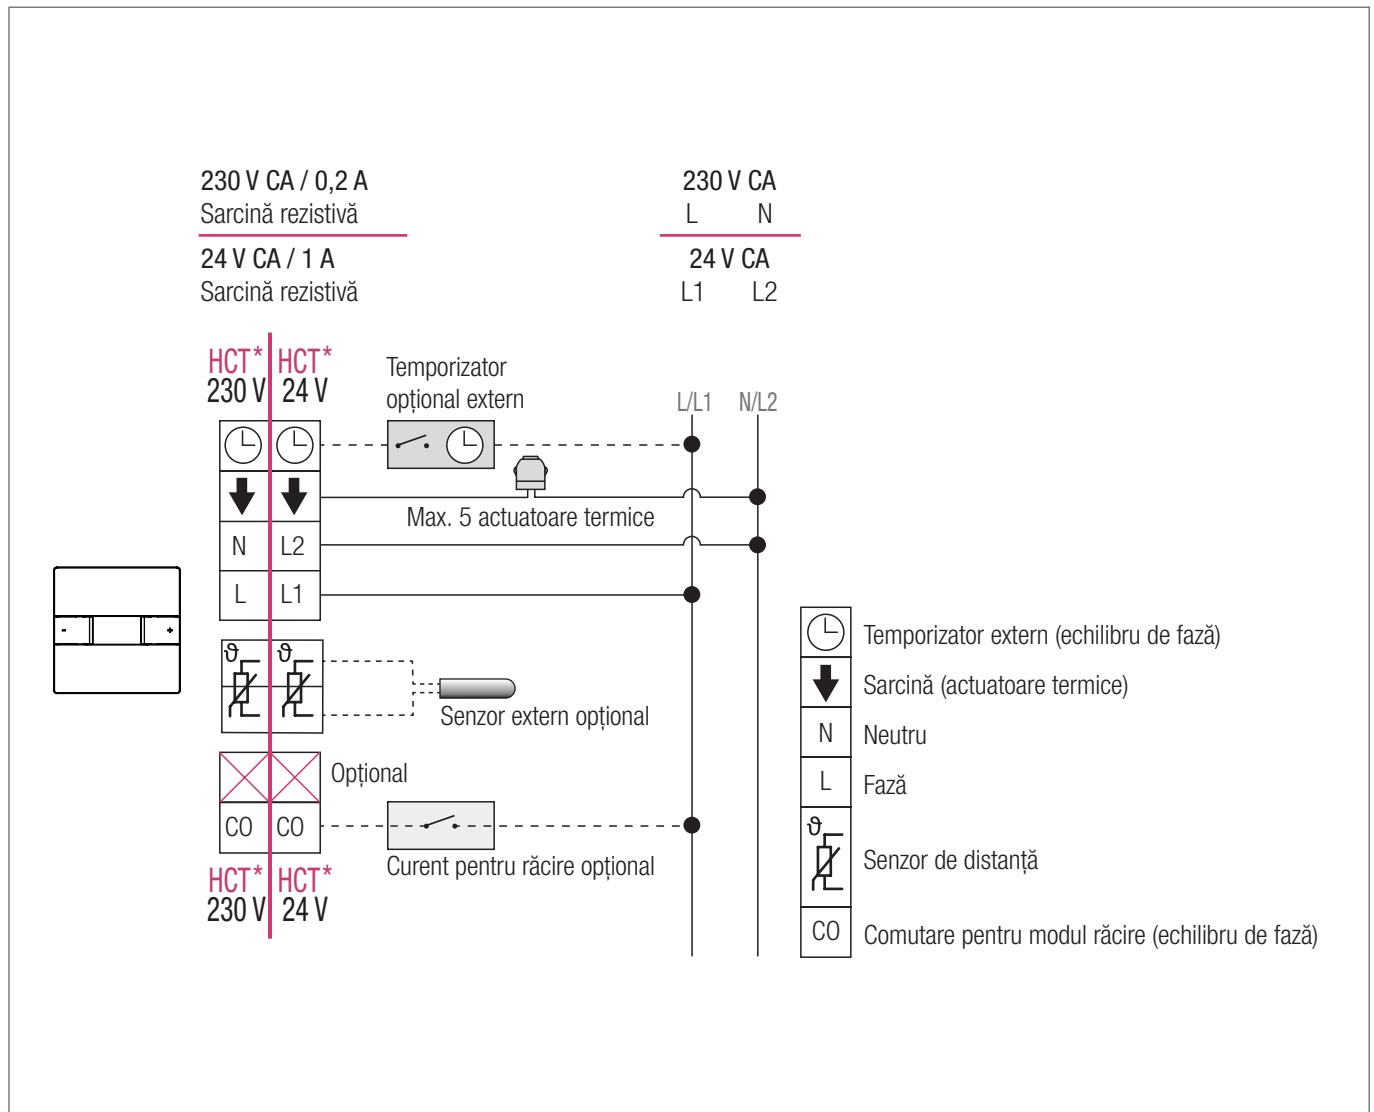 230 V CA / 0,2 A
Sarcină rezistivă
24 V CA / 1 A
Sarcină rezistivă
230 V CA
L N
24 V CA
L1 L2
HCT* HCT*
230 V 24 V
Temporizator
opțional extern
L/L1 N/L2
Max. 5 actuatoare termice
N L2
L L1
- +
ϑ ϑ
Senzor extern opțional
Opțional
CO CO
Curent pentru răcire opțional
HCT* HCT*
230 V 24 V
Temporizator extern (echilibru de fază)
Sarcină (actuatoare termice)
N Neutru
L Fază
ϑ
Senzor de distanță
CO Comutare pentru modul răcire (echilibru de fază)